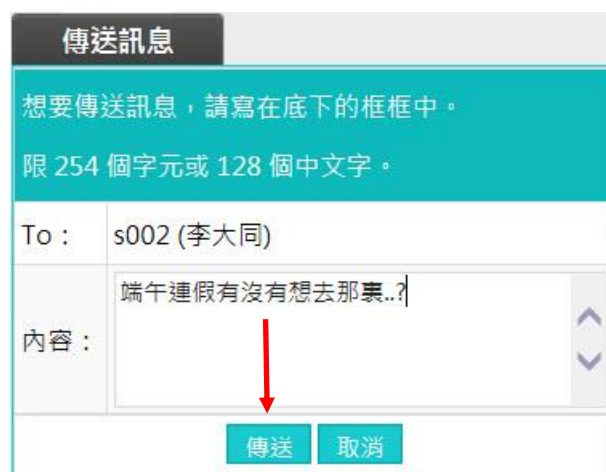 傳送訊息
想要傳送訊息，請寫在底下的框框中。
限 254 個字元或 128 個中文字。
To： s002 (李大同)
端午連假有沒有想去那裏..?
內容：
傳送 取消